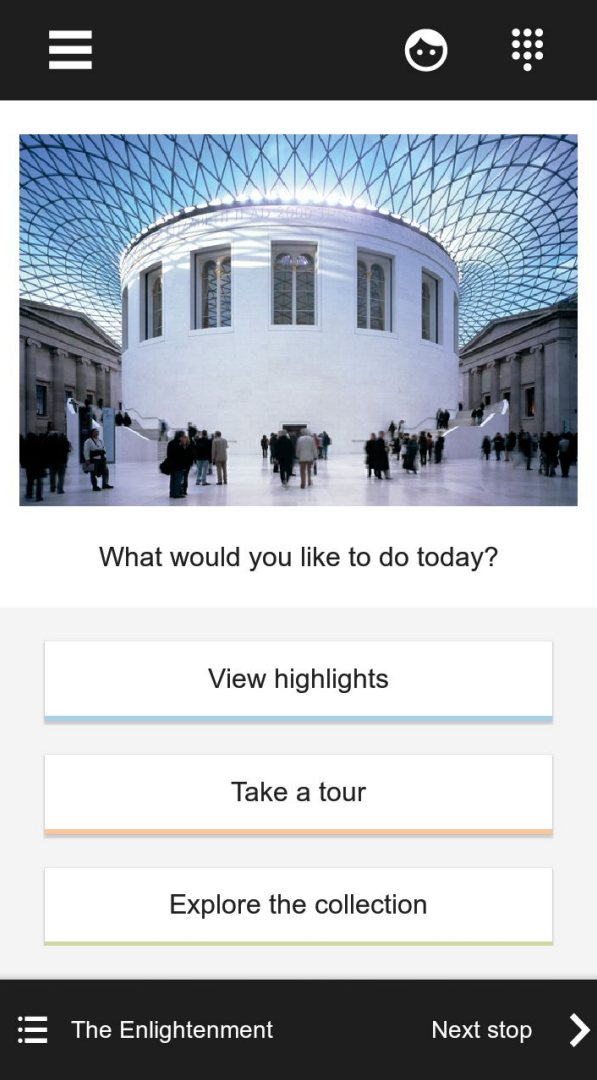 What would you like to do today?
View highlights
Take a tour
Explore the collection
The Enlightenment
Next stop